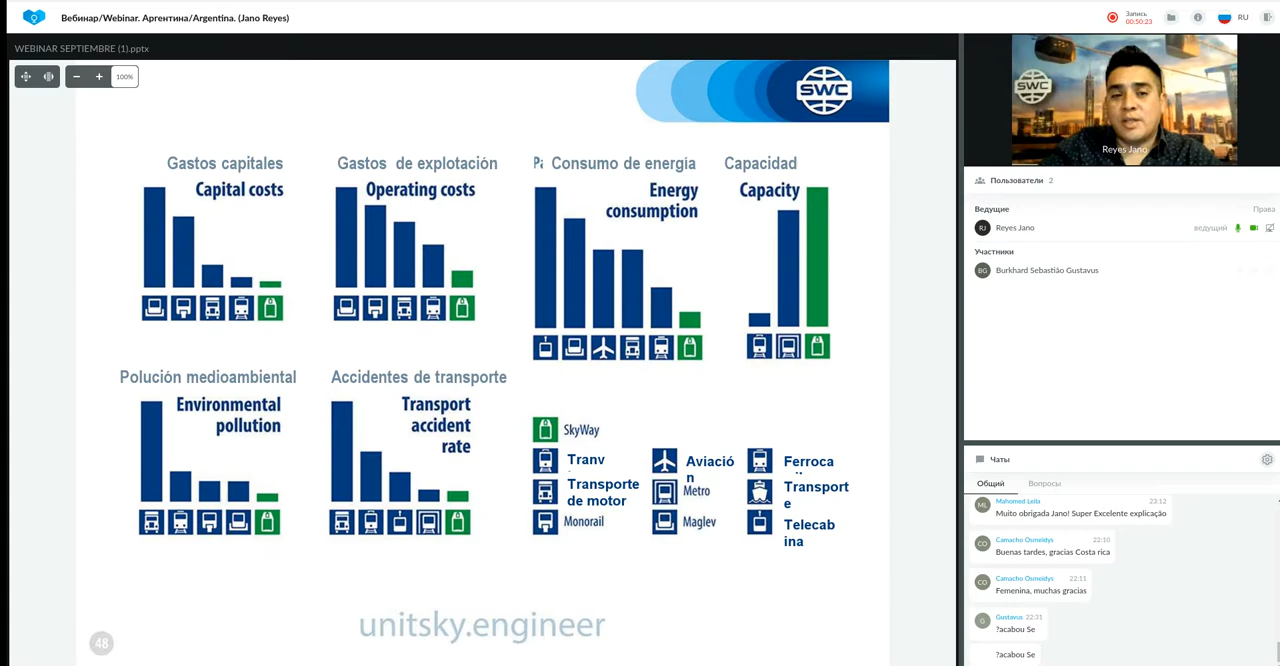 Вебинар/Webinar. Аргентина/Argentina. (Jano Reyes)
Запись
00:50:23
RU
WEBINAR SEPTIEMBRE (1).pptx
100%
SWC
Gastos capitales
Capital costs
Gastos de explotación
Operating costs
Consumo de energia
Energy
consumption
Capacidad
Capacity
Polución medioambiental
Environmental
pollution
Accidentes de transporte
Transport
accident
rate
SkyWay
Tranv
Transporte
de motor
Monorail
Aviació
n
Metro
Maglev
Ferroca
Transport
e
Telecab
ina
unitsky.engineer
48
SWC
Reyes Jano
Пользователи 2
Ведущие
Права
RJ
Reyes Jano
ведущий
Участники
BG
Burkhard Sebastião Gustavus
Чаты
Общий
Вопросы
ML
Mahomed Leila
23:12
Muito obrigada Jano! Super Excelente explicação
CO
Camacho Osmeidys
22:10
Buenas tardes, gracias Costa rica
CO
Camacho Osmeidys
22:11
Femenina, muchas gracias
G
Gustavus 22:31
?acabou Se
?acabou Se